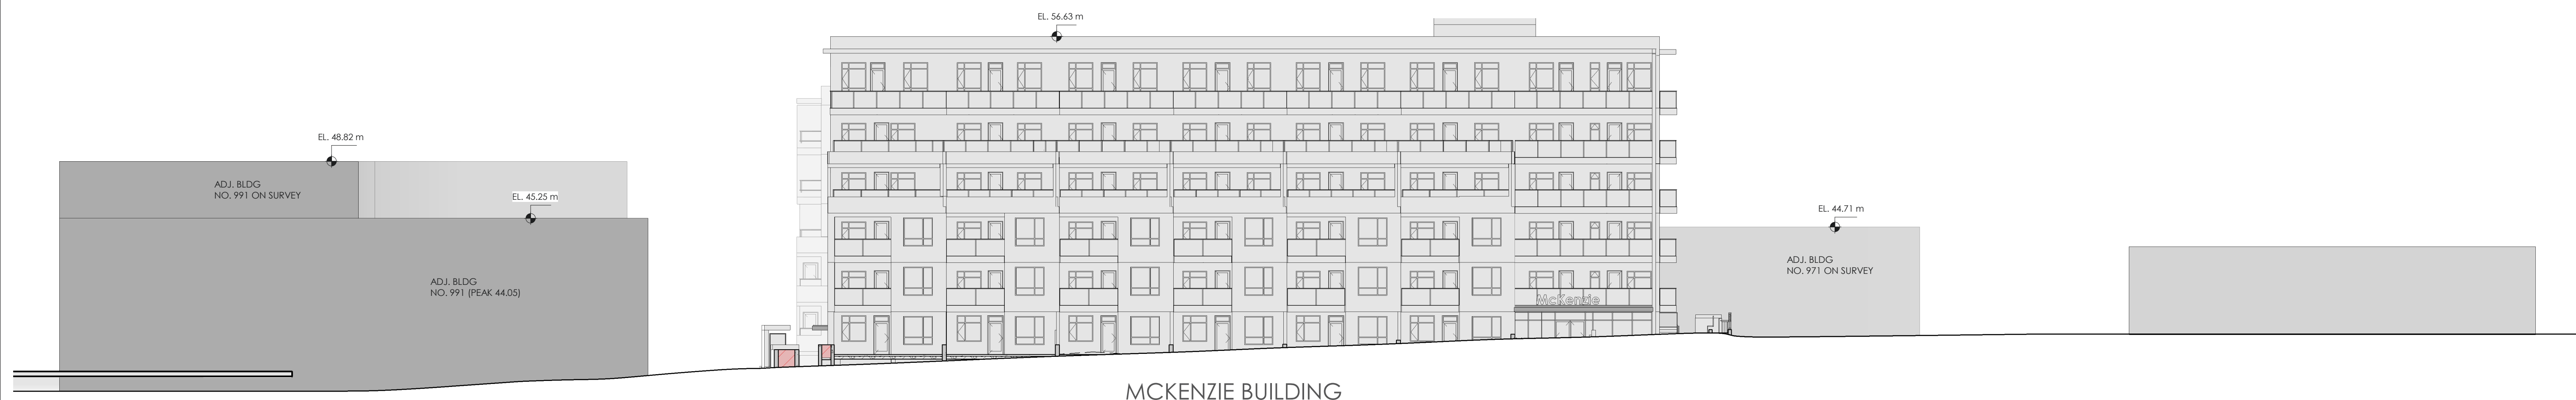 EL. 56.63 m
EL. 48.82 m
ADJ. BLDG
NO. 991 ON SURVEY
EL. 45.25 m
EL. 44.71 m
ADJ. BLDG
NO. 971 ON SURVEY
ADJ. BLDG
NO. 991 (PEAK 44.05)
McKenzie
MCKENZIE BUILDING